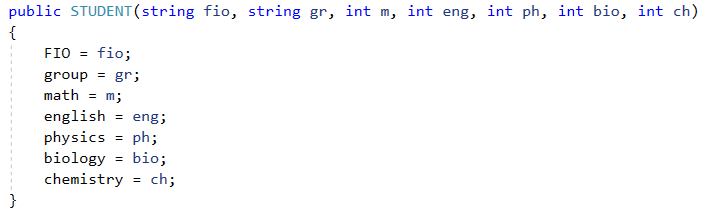 public STUDENT(string fio, string gr, int m, int eng, int ph, int bio, int ch)
{
FIO = fio;
group = gr;
math = m;
english = eng;
physics = ph;
biology = bio;
chemistry = ch;
}